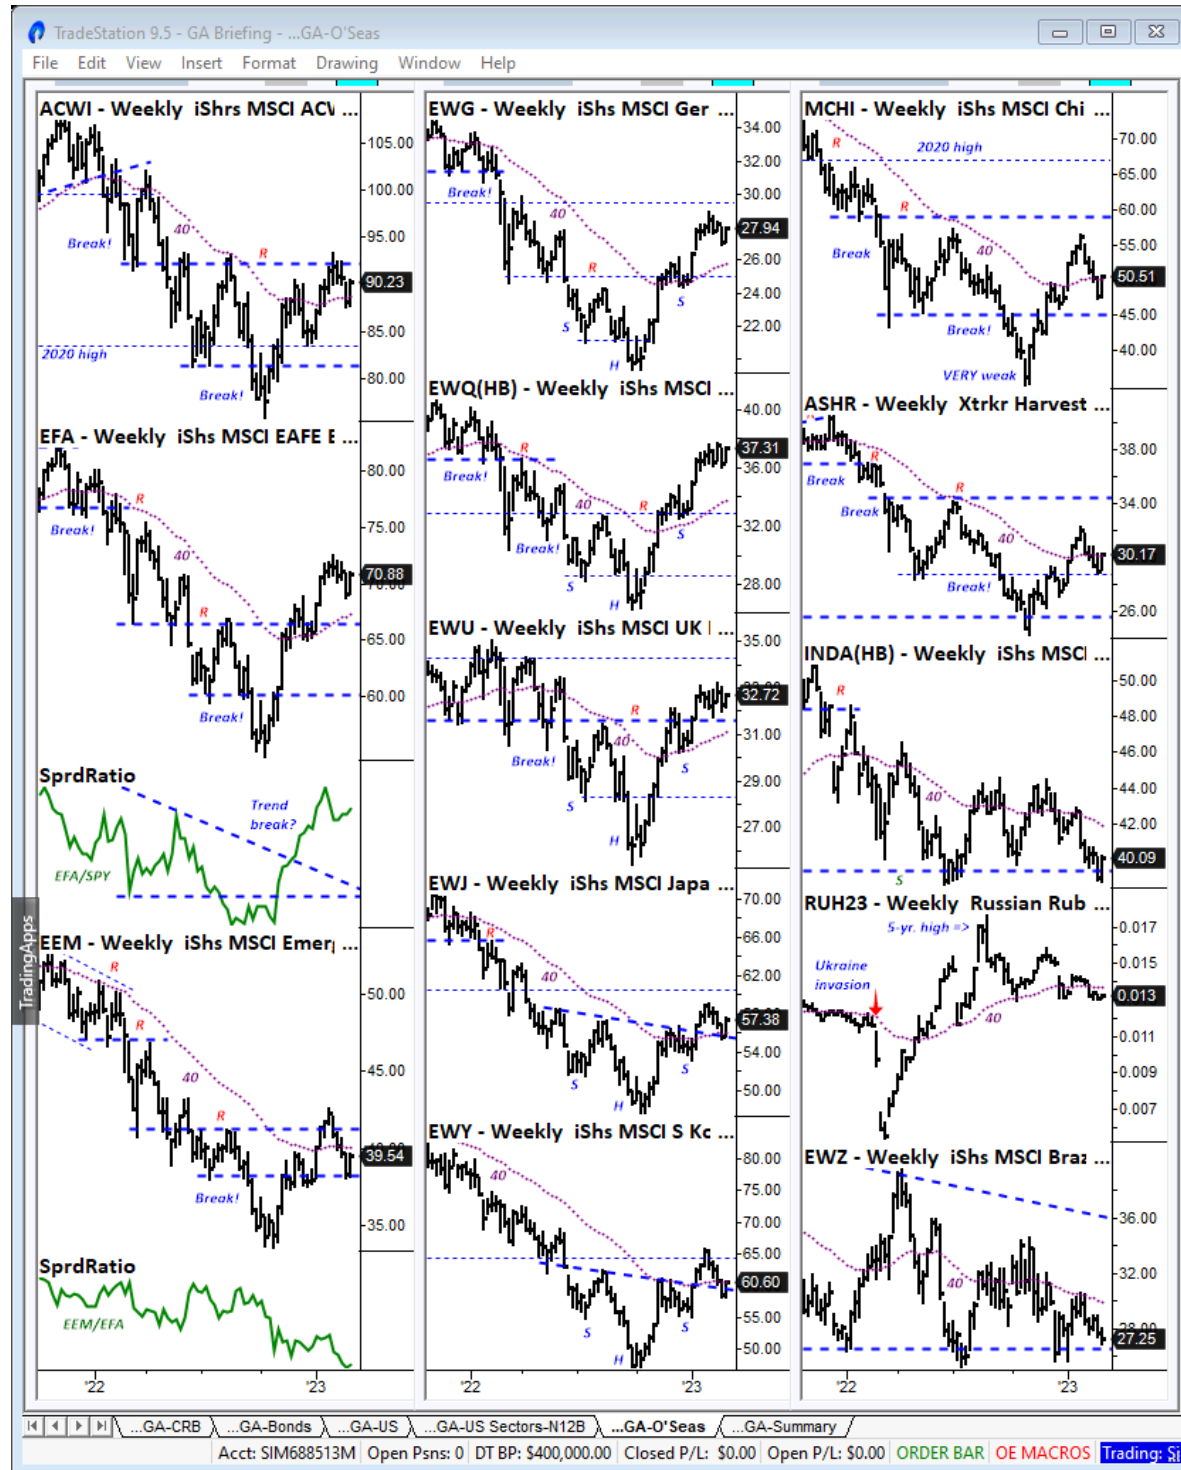 TradeStation 9.5 - GA Briefing - ...GA-O'Seas
File Edit View Insert Format Drawing Window Help
ACWI - Weekly iShrs MSCI ACV ...
105.00
100.00
95.00
90.23
85.00
80.00
Break!
40
R
2020 high
Break!
EFA - Weekly iShs MSCI EAFE E ...
80.00
75.00
70.88
70.00
65.00
60.00
R
Break!
40
R
Break!
SprdRatio
Trend
break?
EFA/SPY
EEM - Weekly iShs MSCI Emerg ...
50.00
45.00
40.00
39.54
35.00
R
R
40
R
Break!
SprdRatio
EEM/EFA
'22 '23
EWG - Weekly iShs MSCI Ger ...
34.00
32.00
30.00
27.94
26.00
24.00
22.00
Break!
40
R
S
S
H
EWQ(HB) - Weekly iShs MSCI ...
40.00
37.31
36.00
32.00
28.00
R
Break!
40
R
Break!
S
S
H
EWU - Weekly iShs MSCI UK I ...
35.00
32.72
31.00
29.00
27.00
R
40
Break!
S
S
H
EWJ - Weekly iShs MSCI Japa ...
70.00
66.00
62.00
57.38
54.00
50.00
R
40
S
S
H
EWY - Weekly iShs MSCI S Kc ...
80.00
75.00
70.00
65.00
60.60
55.00
50.00
40
S
S
H
'22 '23
MCHI - Weekly iShs MSCI Chi ...
70.00
65.00
60.00
55.00
50.51
45.00
40.00
R
2020 high
R
Break
40
Break!
VERY weak
ASHR - Weekly Xtrkr Harvest ...
38.00
34.00
30.17
26.00
R
Break
R
Break
40
Break!
INDA(HB) - Weekly iShs MSCI ...
50.00
48.00
46.00
44.00
42.00
40.09
R
40
S
RUH23 - Weekly Russian Rub ...
0.017
0.015
0.013
0.011
0.009
0.007
5-yr. high =>
Ukraine
invasion
40
EWZ - Weekly iShs MSCI Braz ...
36.00
32.00
28.00
27.25
40
'22 '23
TradingApps
...GA-CRB ...GA-Bonds ...GA-US ...GA-US Sectors-N12B ...GA-O'Seas ...GA-Summary
Acct: SIM688513M Open Psns: 0 DT BP: $400,000.00 Closed P/L: $0.00 Open P/L: $0.00 ORDER BAR OE MACROS Trading: Si